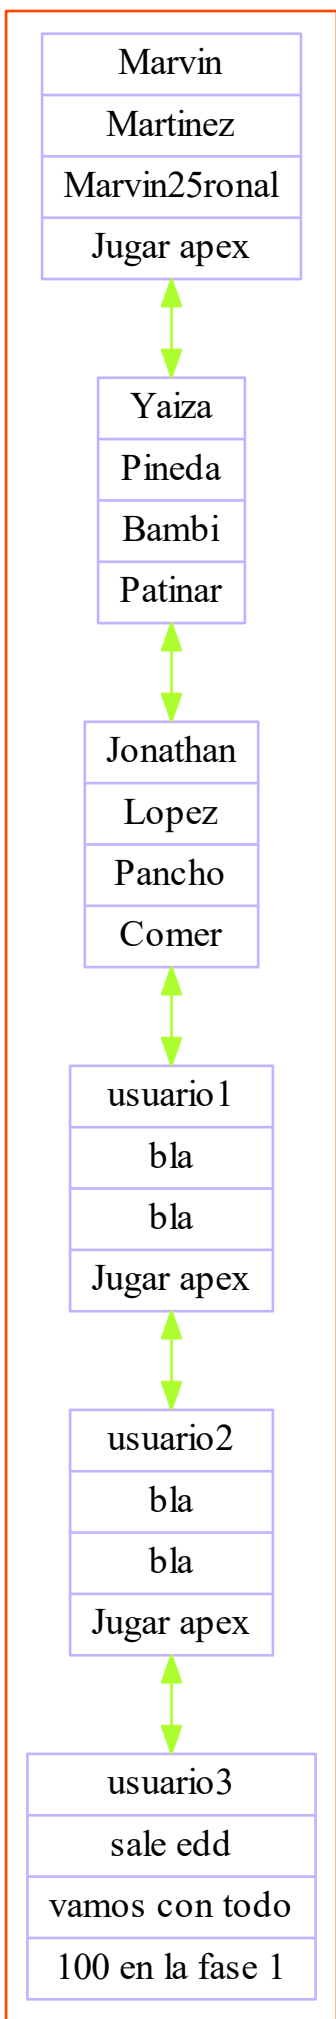 Marvin
Martinez
Marvin25ronal
Jugar apex
Yaiza
Pineda
Bambi
Patinar
Jonathan
Lopez
Pancho
Comer
usuario1
bla
bla
Jugar apex
usuario2
bla
bla
Jugar apex
usuario3
sale edd
vamos con todo
100 en la fase 1